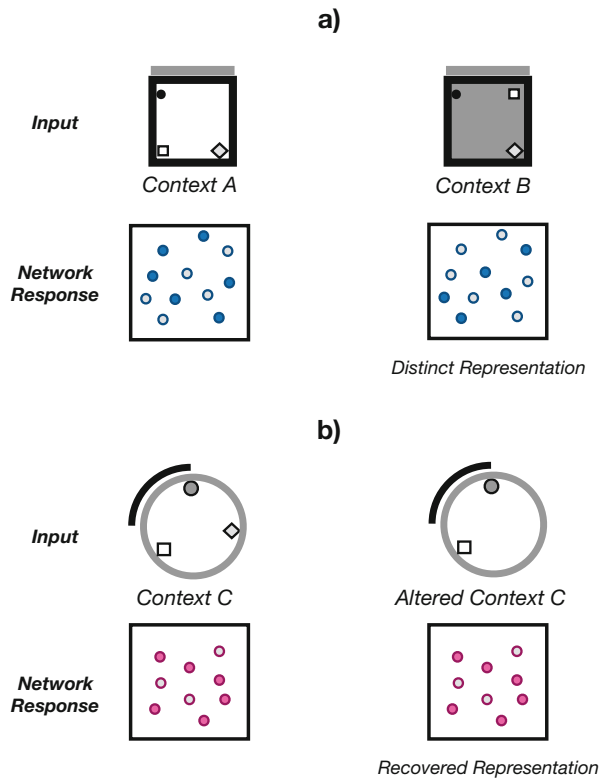 a)
Input
Context A
Context B
Network
Response
Distinct Representation
b)
Input
Context C
Altered Context C
Network
Response
Recovered Representation